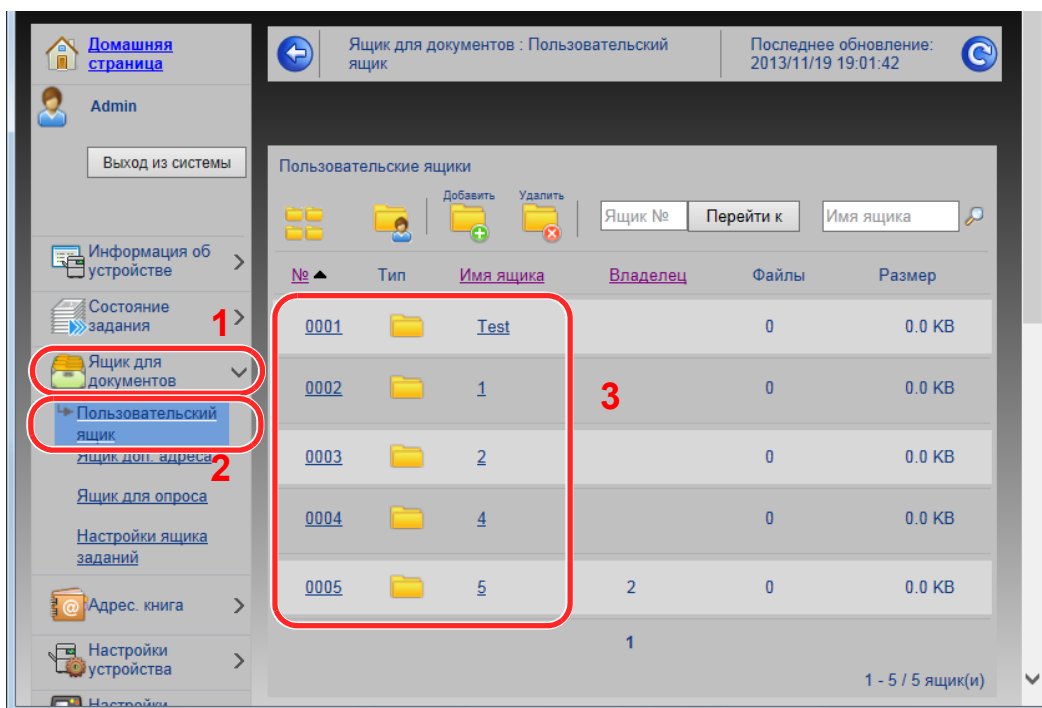 Домашняя
страница
Admin
Выход из системы
Информация об
устройстве
Состояние
задания
1
Ящик для
документов
Пользовательский
ящик
2
Ящик доп. адреса
Ящик для опроса
Настройки ящика
заданий
Адрес. книга
Настройки
устройства
Настройки
Ящик для документов : Пользовательский
ящик
Последнее обновление:
2013/11/19 19:01:42
Пользовательские ящики
Добавить Удалить
Ящик № Перейти к Имя ящика
№ Тип Имя ящика Владелец Файлы Размер
0001 Test 0 0.0 KB
0002 1 0 0.0 KB
3
0003 2 0 0.0 KB
0004 4 0 0.0 KB
0005 5 2 0 0.0 KB
1
1 - 5 / 5 ящик(и)